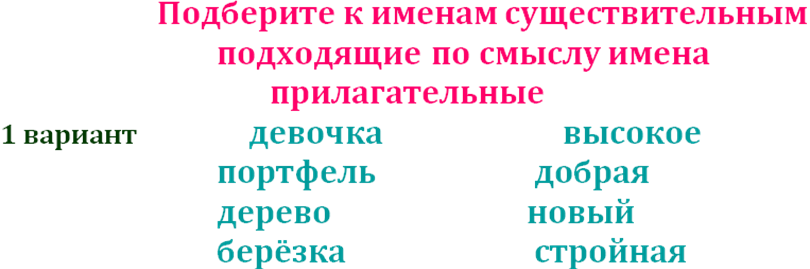 Подберите к именам существительным
подходящие по смыслу имена
прилагательные
1 вариант девочка высокое
портфель добрая
дерево новый
берёзка стройная